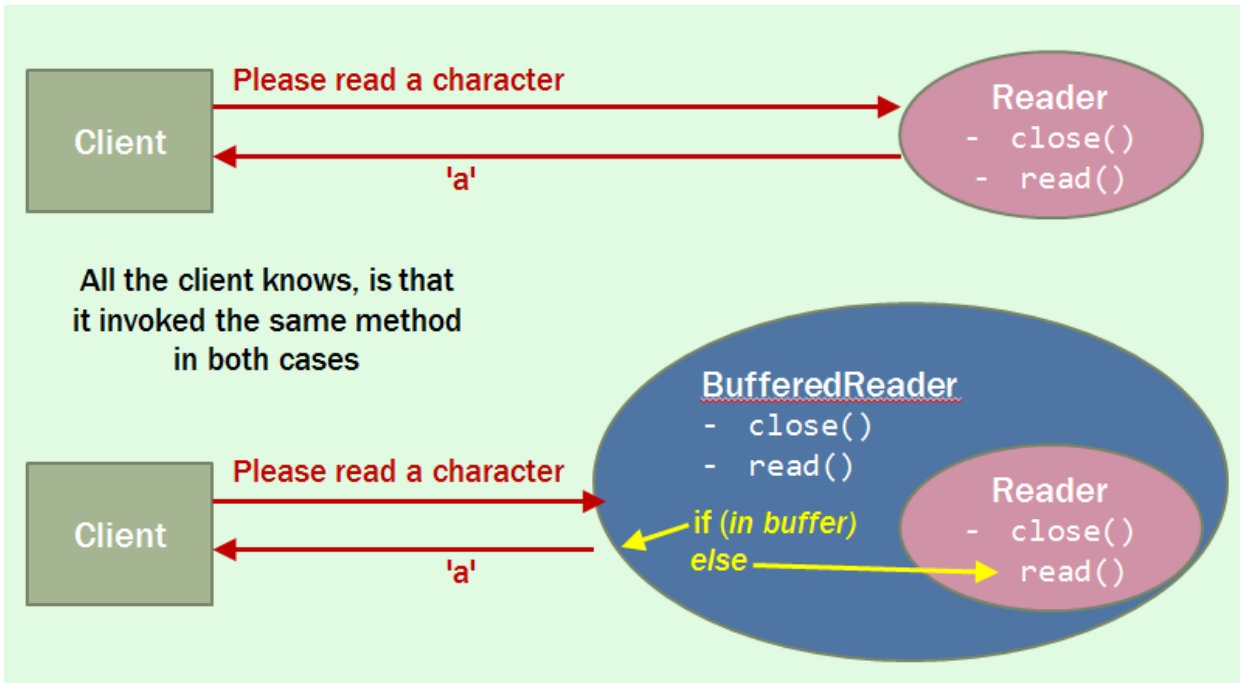 Please read a character
Client
'a'
Reader
- close()
- read()
All the client knows, is that
it invoked the same method
in both cases
BufferedReader
- close()
- read()
Please read a character
Client
'a'
if (in buffer)
else
Reader
- close()
read()